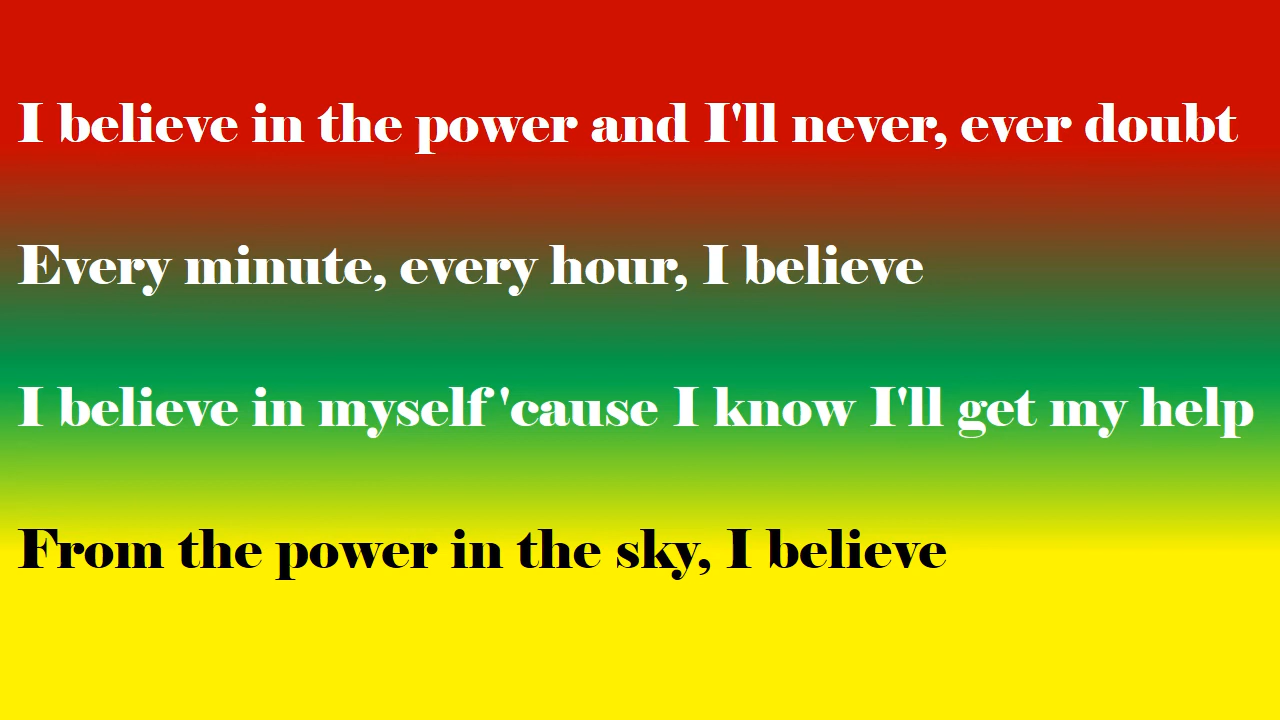 I believe in the power and I'll never, ever doubt
Every minute, every hour, I believe
I believe in myself 'cause I know I'll get my help
From the power in the sky, I believe